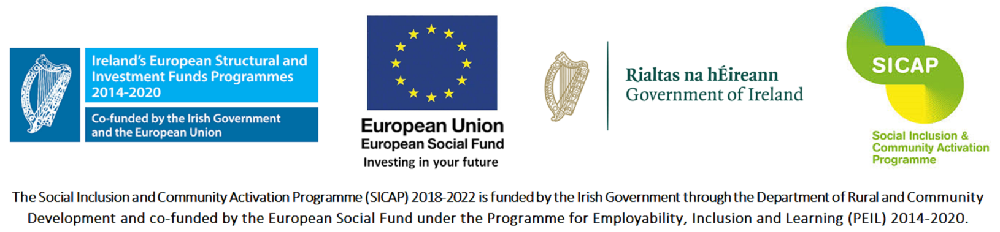 Ireland's European Structural and
Investment Funds Programmes
2014-2020
Co-funded by the Irish Government
and the European Union
European Union
European Social Fund
Investing in your future
Rialtas na hÉireann
Government of Ireland
SICAP
Social Inclusion &
Community Activation
Programme
The Social Inclusion and Community Activation Programme (SICAP) 2018-2022 is funded by the Irish Government through the Department of Rural and Community
Development and co-funded by the European Social Fund under the Programme for Employability, Inclusion and Learning (PEIL) 2014-2020.